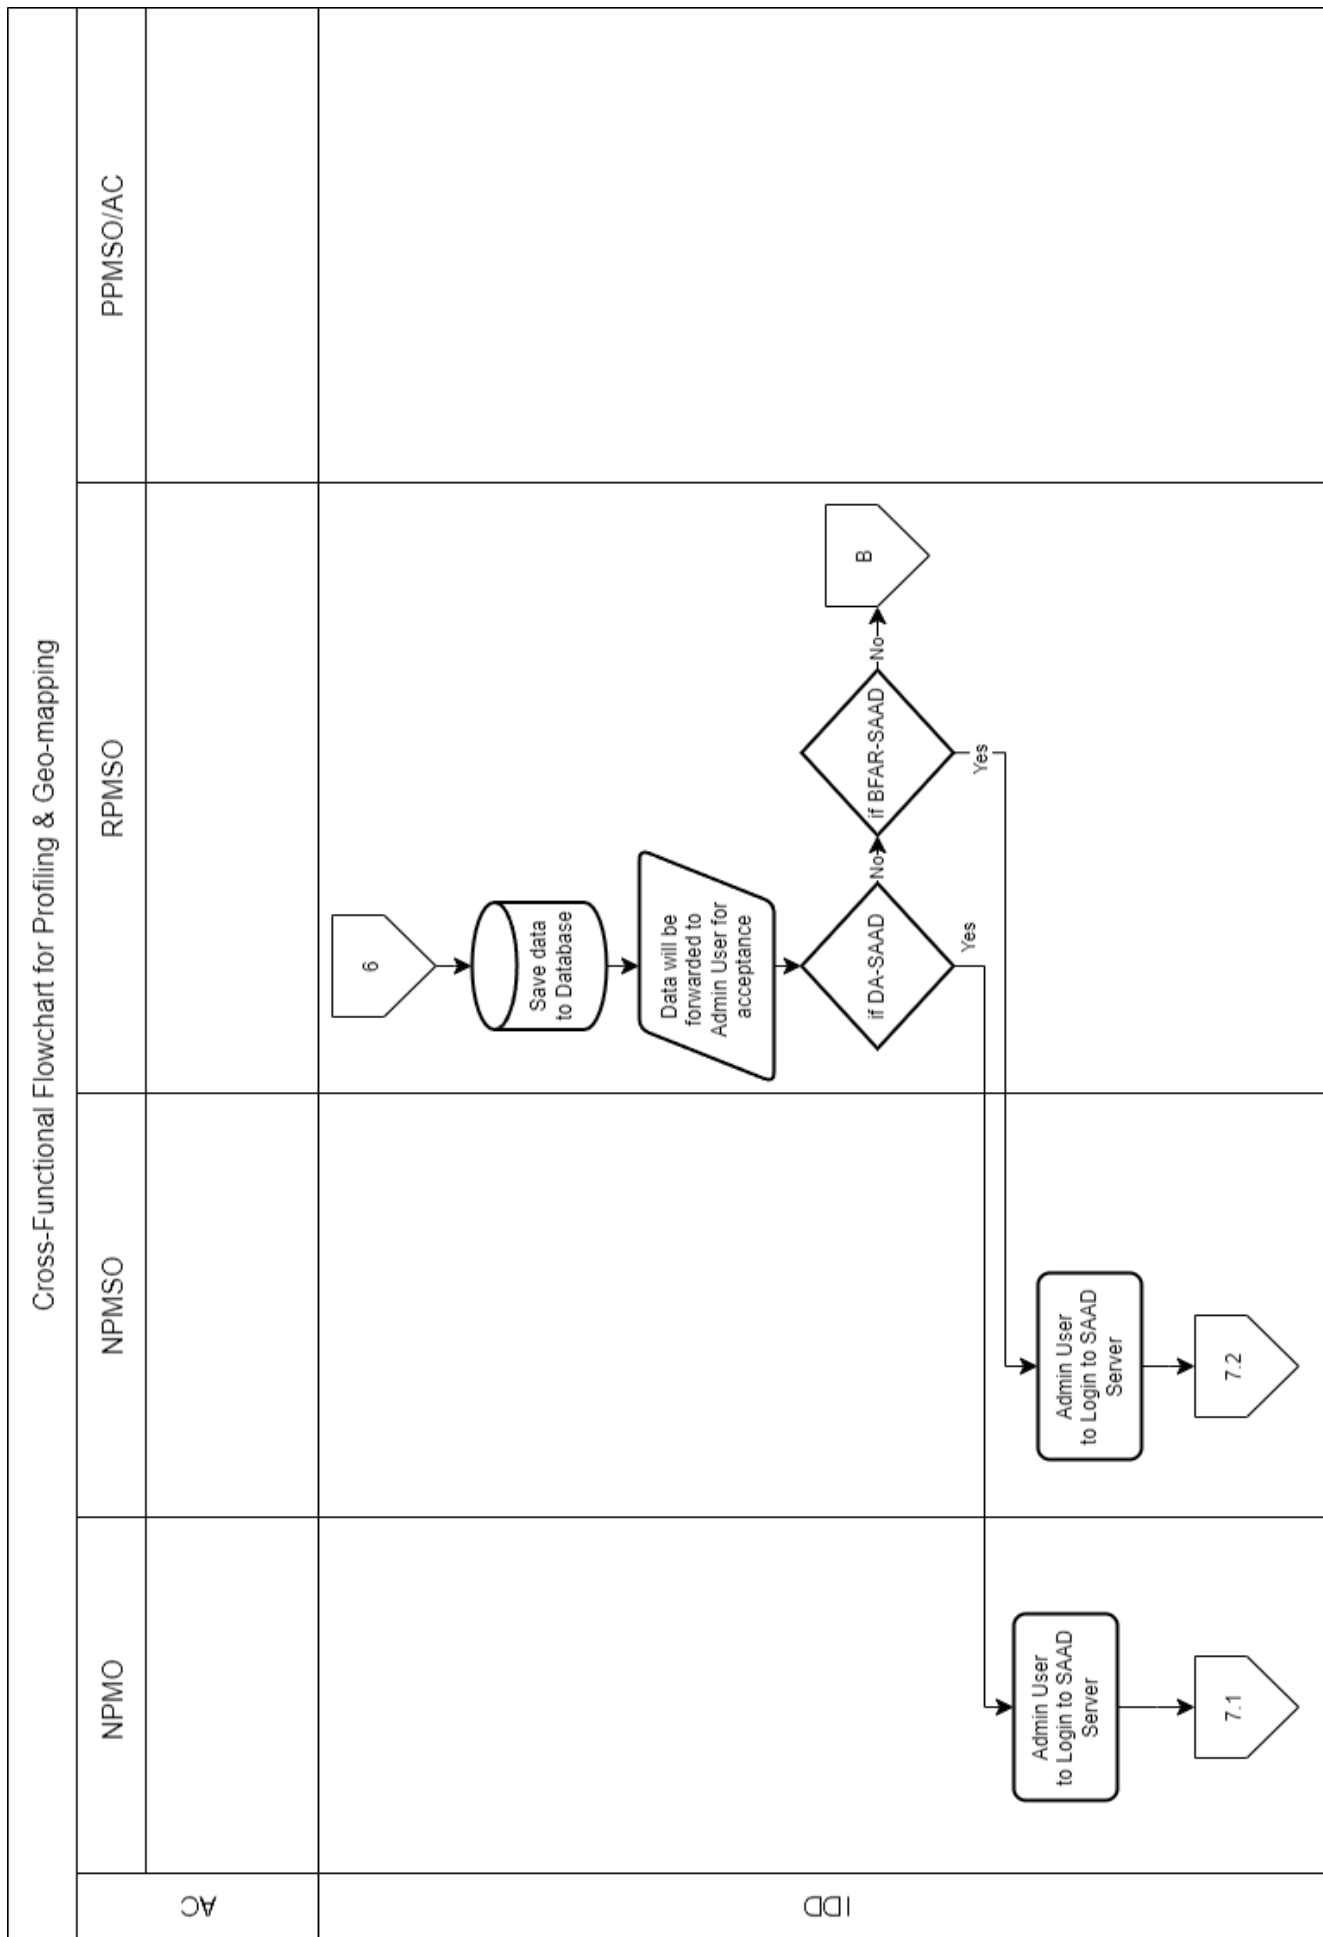 Cross-Functional Flowchart for Profiling & Geo-mapping
NPMO
NPMSO
RPMSO
PPMSO/AC
AC
IDD
6
Save data
to Database
Data will be
forwarded to
Admin User for
acceptance
if DA-SAAD
No
if BFAR-SAAD
No
B
Yes
Yes
Admin User
to Login to SAAD
Server
Admin User
to Login to SAAD
Server
7.1
7.2